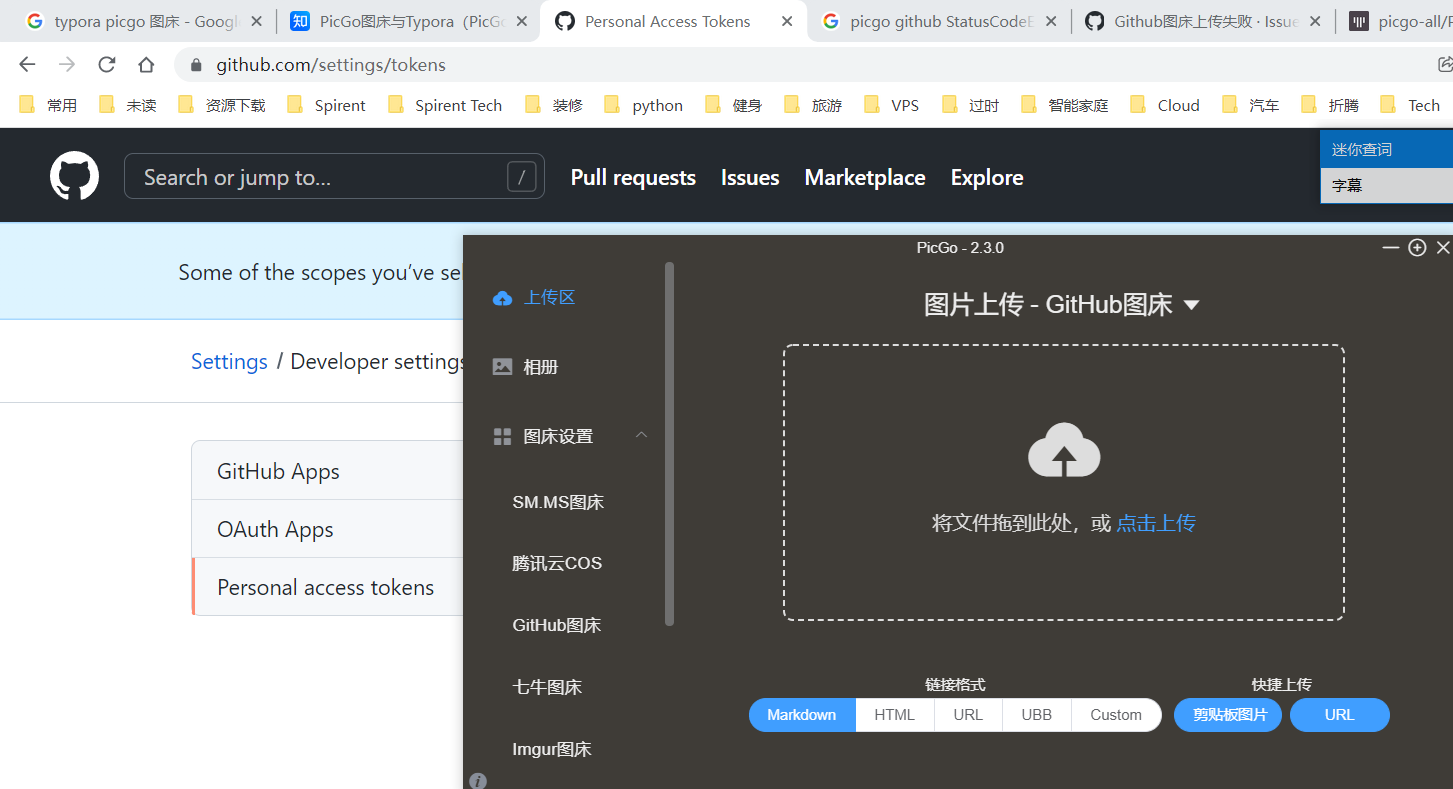 typora picgo 图床 - Googl
PicGo图床与Typora（PicGo
Personal Access Tokens
picgo github StatusCodeE
Github图床上传失败 · Issue
picgo-all/P
github.com/settings/tokens
常用
未读
资源下载
Spirent
Spirent Tech
装修
python
健身
旅游
VPS
过时
智能家庭
Cloud
汽车
折腾
Tech
Search or jump to...
/
Pull requests
Issues
Marketplace
Explore
迷你查词
字幕
Some of the scopes you've sel
Settings / Developer settings
GitHub Apps
OAuth Apps
Personal access tokens
PicGo - 2.3.0
上传区
相册
图床设置
SM.MS图床
腾讯云COS
GitHub图床
七牛图床
Imgur图床
图片上传 - GitHub图床
将文件拖到此处，或 点击上传
链接格式
快捷上传
Markdown
HTML
URL
UBB
Custom
剪贴板图片
URL